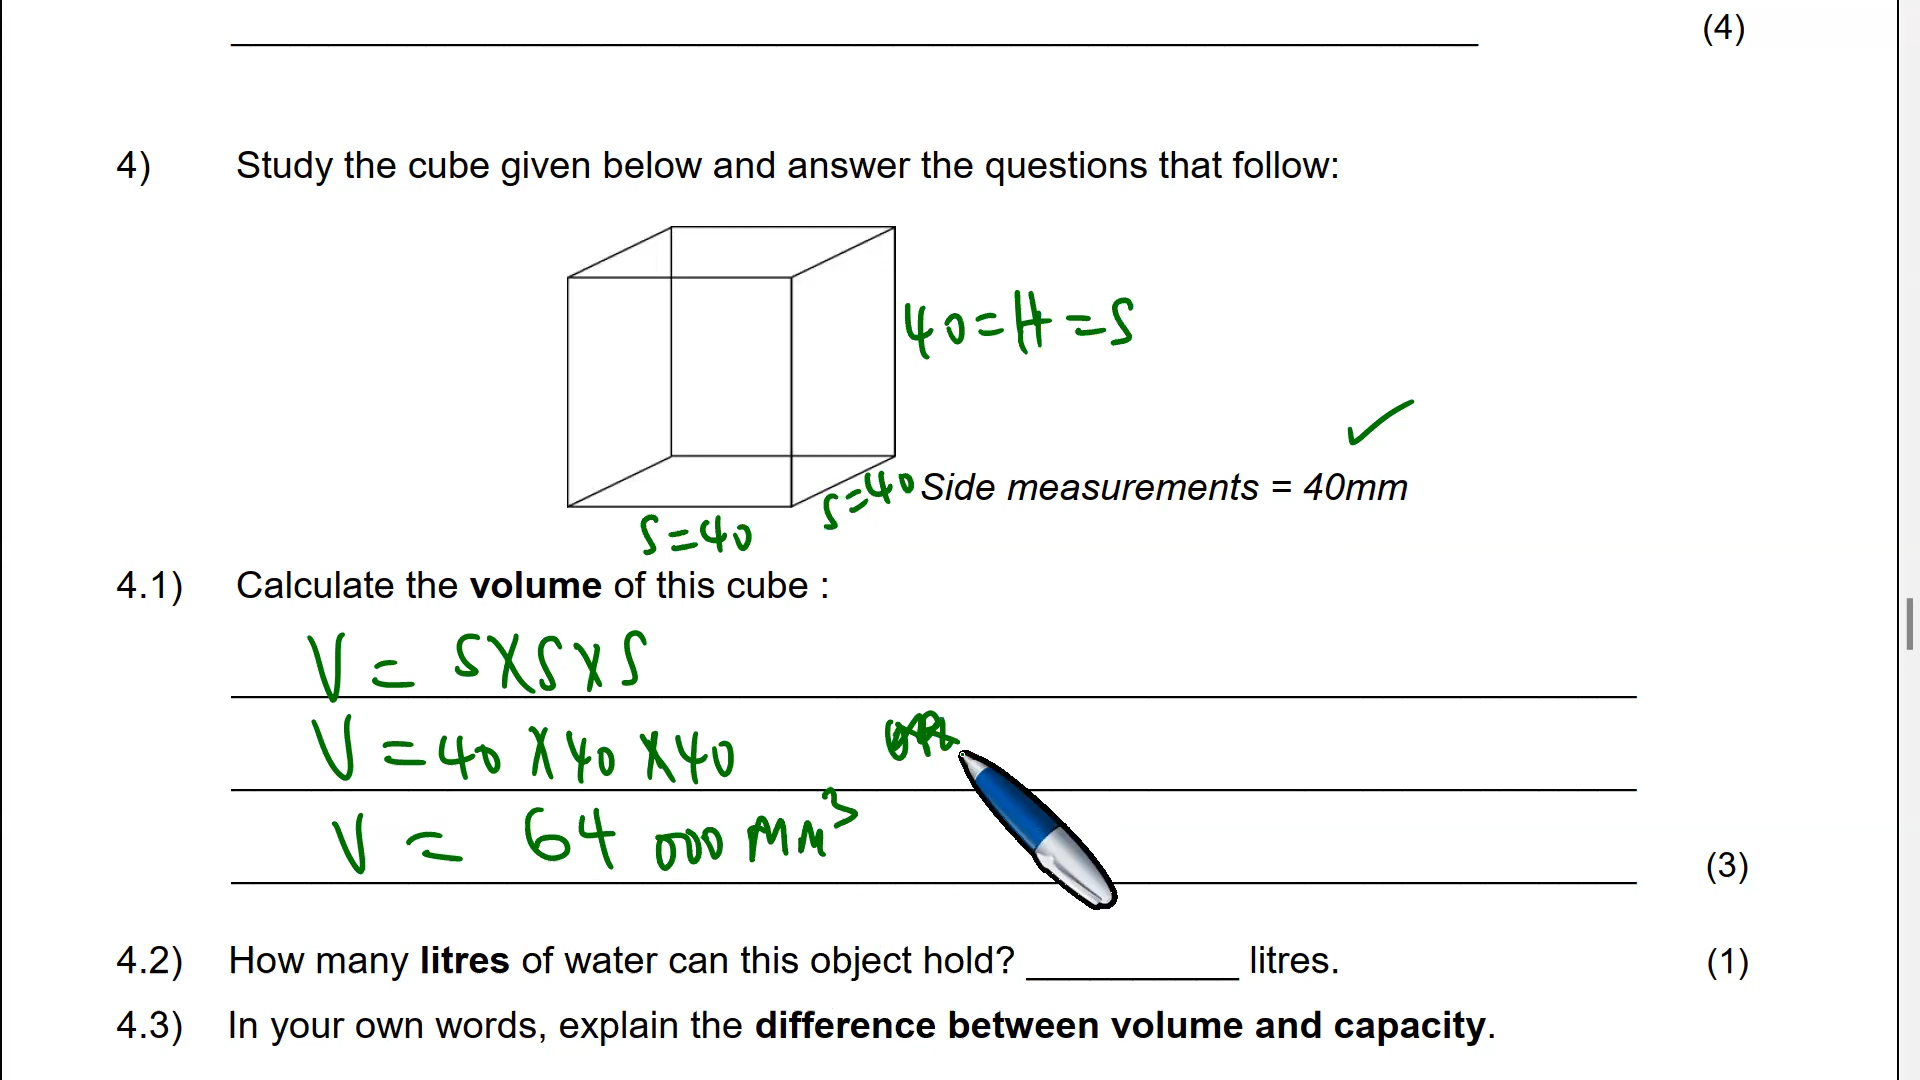 (4)
4) Study the cube given below and answer the questions that follow:
40 = H = S
Side measurements = 40mm
S=40
S=40
4.1) Calculate the volume of this cube :
V = S X S X S
V = 40 X 40 X 40
V = 64 000 mm³
(3)
4.2) How many litres of water can this object hold? __________ litres. (1)
4.3) In your own words, explain the difference between volume and capacity.